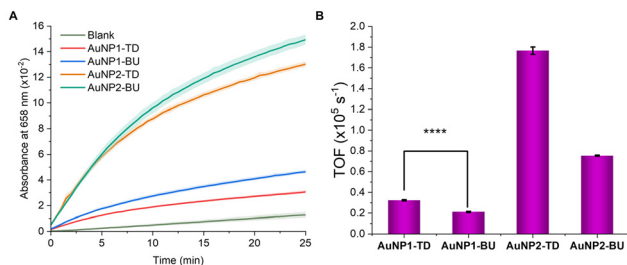 A
Blank
AuNP1-TD
AuNP1-BU
AuNP2-TD
AuNP2-BU
Absorbance at 658 nm (x10⁻²)
16
14
12
10
8
6
4
2
0
0
5
10
15
20
25
Time (min)
B
TOF (x10⁵ s⁻¹)
2.0
1.8
1.6
1.4
1.2
1.0
0.8
0.6
0.4
0.2
0.0
****
AuNP1-TD AuNP1-BU AuNP2-TD AuNP2-BU